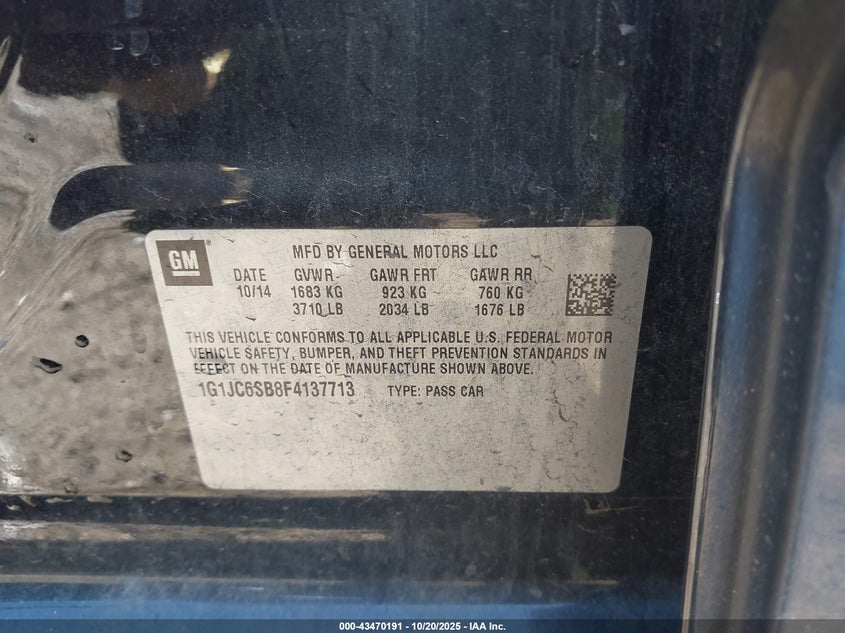 GM
MFD BY GENERAL MOTORS LLC
DATE GVWR GAWR FRT GAWR RR
10/14 1683 KG 923 KG 760 KG
3710 LB 2034 LB 1676 LB
THIS VEHICLE CONFORMS TO ALL APPLICABLE U.S. FEDERAL MOTOR
VEHICLE SAFETY, BUMPER, AND THEFT PREVENTION STANDARDS IN
EFFECT ON THE DATE OF MANUFACTURE SHOWN ABOVE.
1G1JC6SB8F4137713 TYPE: PASS CAR
000-43470191 - 10/20/2025 - IAA Inc.